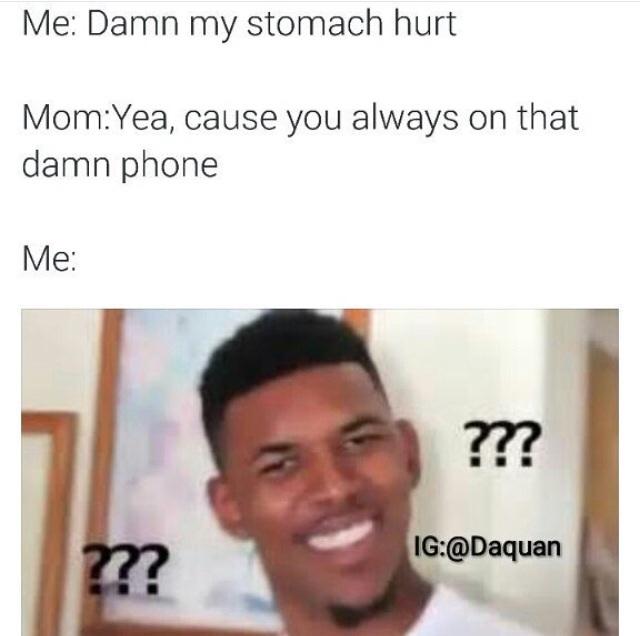 Me: Damn my stomach hurt
Mom:Yea, cause you always on that
damn phone
Me:
???
IG:@Daquan
???